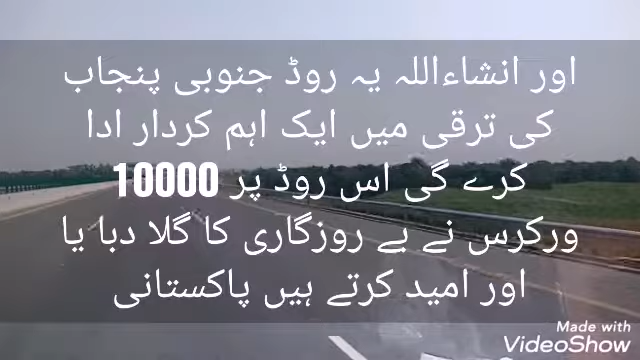 اور انشاءاللہ یہ روڈ جنوبی پنجاب
کی ترقی میں ایک اہم کردار ادا
کرے گی اس روڈ پر 10000
ورکرس نے بے روزگاری کا گلا دبا یا
اور امید کرتے ہیں پاکستانی
Made with
VideoShow